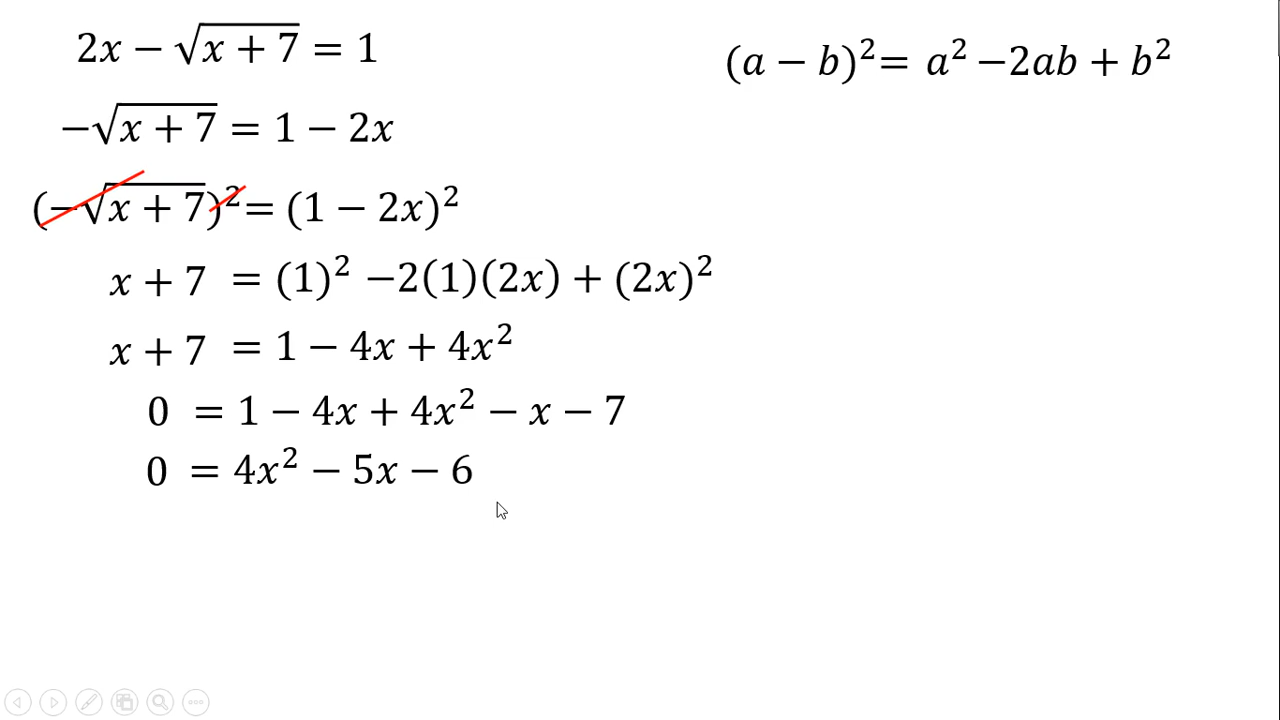 2x − √(x + 7) = 1
(a − b)² = a² −2ab + b²
−√(x + 7) = 1 − 2x
(−√(x + 7))² = (1 − 2x)²
x + 7 = (1)² −2(1)(2x) + (2x)²
x + 7 = 1 − 4x + 4x²
0 = 1 − 4x + 4x² − x − 7
0 = 4x² − 5x − 6